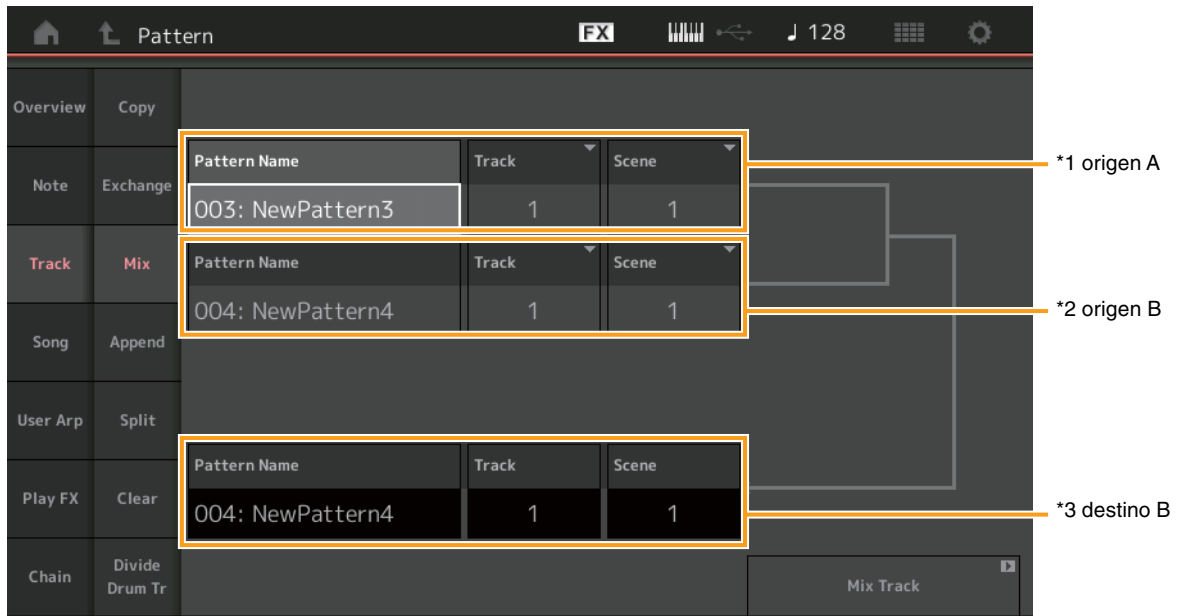 Pattern FX ♩ 128
Overview Copy
Pattern Name Track Scene *1 origen A
Note Exchange
003: NewPattern3 1 1
Track Mix Pattern Name Track Scene
004: NewPattern4 1 1 *2 origen B
Song Append
User Arp Split
Pattern Name Track Scene
Play FX Clear
004: NewPattern4 1 1 *3 destino B
Chain Divide
Drum Tr
Mix Track